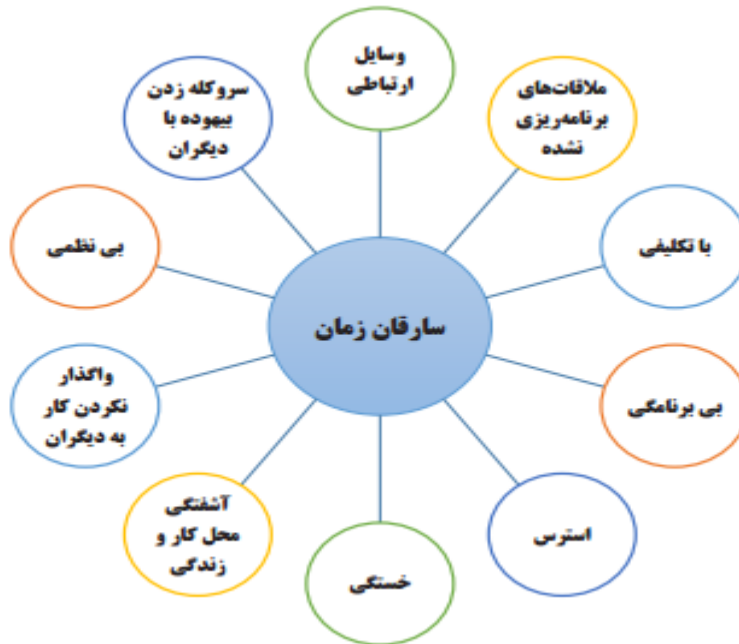 وسایل
ارتباطی
ملاقات‌های
برنامه‌ریزی
نشده
با تکلیفی
بی برنامگی
استرس
خستگی
آشفتگی
محل کار و
زندگی
واگذار
نکردن کار
به دیگران
بی نظمی
سروکله زدن
بیهوده با
دیگران
سارقان زمان